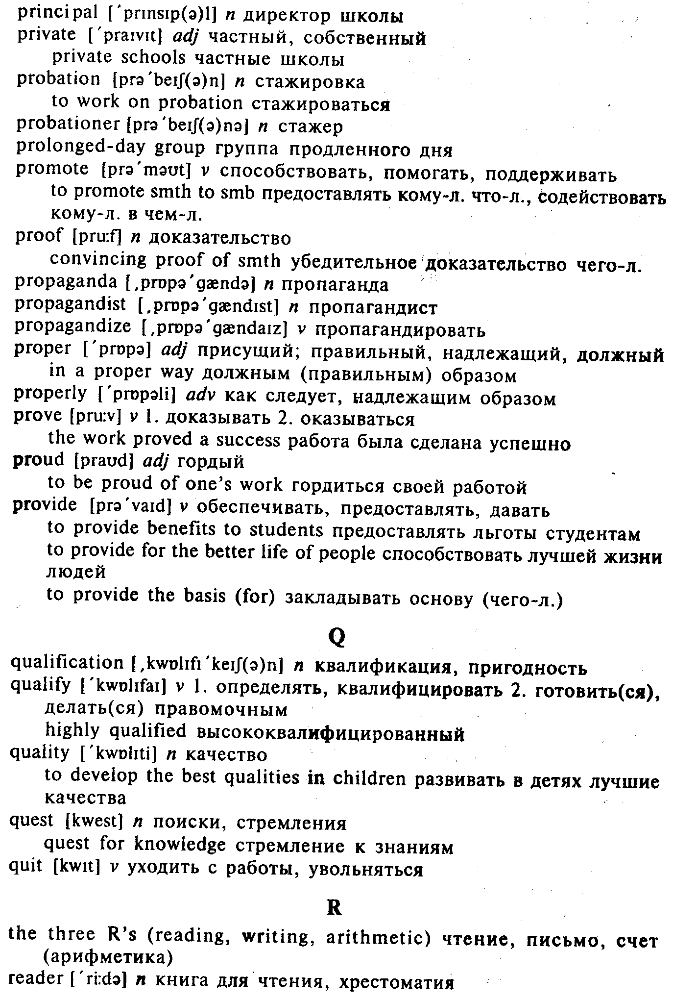 principal [ˈprɪnsɪp(ə)l] n директор школы
private [ˈpraɪvɪt] adj частный, собственный
private schools частные школы
probation [prəˈbeɪʃ(ə)n] n стажировка
to work on probation стажироваться
probationer [prəˈbeɪʃ(ə)nə] n стажер
prolonged-day group группа продленного дня
promote [prəˈməʊt] v способствовать, помогать, поддерживать
to promote smth to smb предоставлять кому-л. что-л., содействовать
кому-л. в чем-л.
proof [pru:f] n доказательство
convincing proof of smth убедительное доказательство чего-л.
propaganda [ˌprɒpəˈgændə] n пропаганда
propagandist [ˌprɒpəˈgændɪst] n пропагандист
propagandize [ˌprɒpəˈgændaɪz] v пропагандировать
proper [ˈprɒpə] adj присущий; правильный, надлежащий, должный
in a proper way должным (правильным) образом
properly [ˈprɒpəli] adv как следует, надлежащим образом
prove [pru:v] v 1. доказывать 2. оказываться
the work proved a success работа была сделана успешно
proud [praʊd] adj гордый
to be proud of one's work гордиться своей работой
provide [prəˈvaɪd] v обеспечивать, предоставлять, давать
to provide benefits to students предоставлять льготы студентам
to provide for the better life of people способствовать лучшей жизни
людей
to provide the basis (for) закладывать основу (чего-л.)
Q
qualification [ˌkwɒlɪfɪˈkeɪʃ(ə)n] n квалификация, пригодность
qualify [ˈkwɒlɪfaɪ] v 1. определять, квалифицировать 2. готовить(ся),
делать(ся) правомочным
highly qualified высококвалифицированный
quality [ˈkwɒlɪti] n качество
to develop the best qualities in children развивать в детях лучшие
качества
quest [kwest] n поиски, стремления
quest for knowledge стремление к знаниям
quit [kwɪt] v уходить с работы, увольняться
R
the three R's (reading, writing, arithmetic) чтение, письмо, счет
(арифметика)
reader [ˈri:də] n книга для чтения, хрестоматия